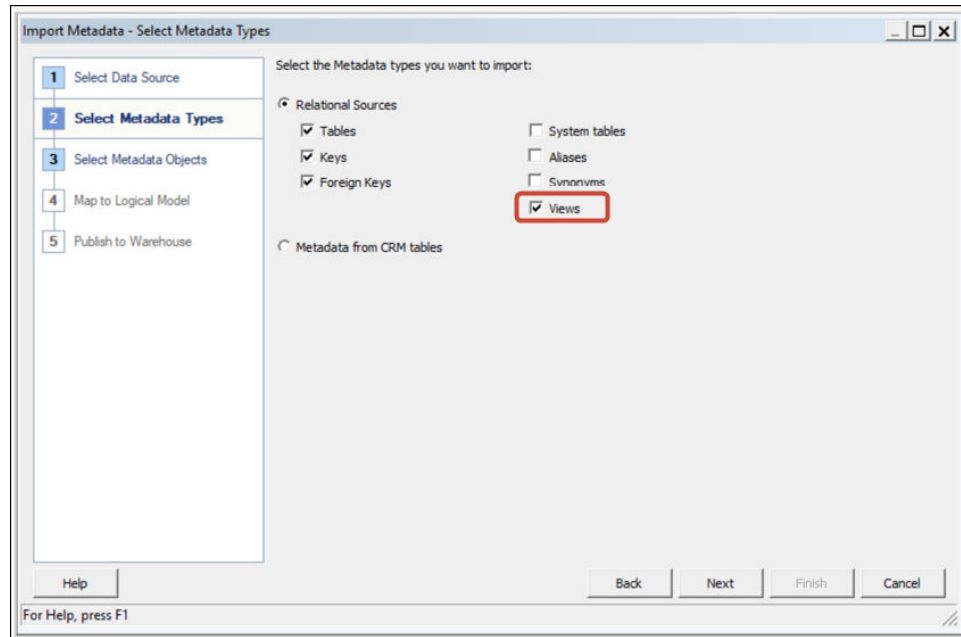 Import Metadata - Select Metadata Types
1 Select Data Source
2 Select Metadata Types
3 Select Metadata Objects
4 Map to Logical Model
5 Publish to Warehouse
Select the Metadata types you want to import:
Relational Sources
Tables
System tables
Keys
Aliases
Foreign Keys
Synonyms
Views
Metadata from CRM tables
Help
Back
Next
Finish
Cancel
For Help, press F1